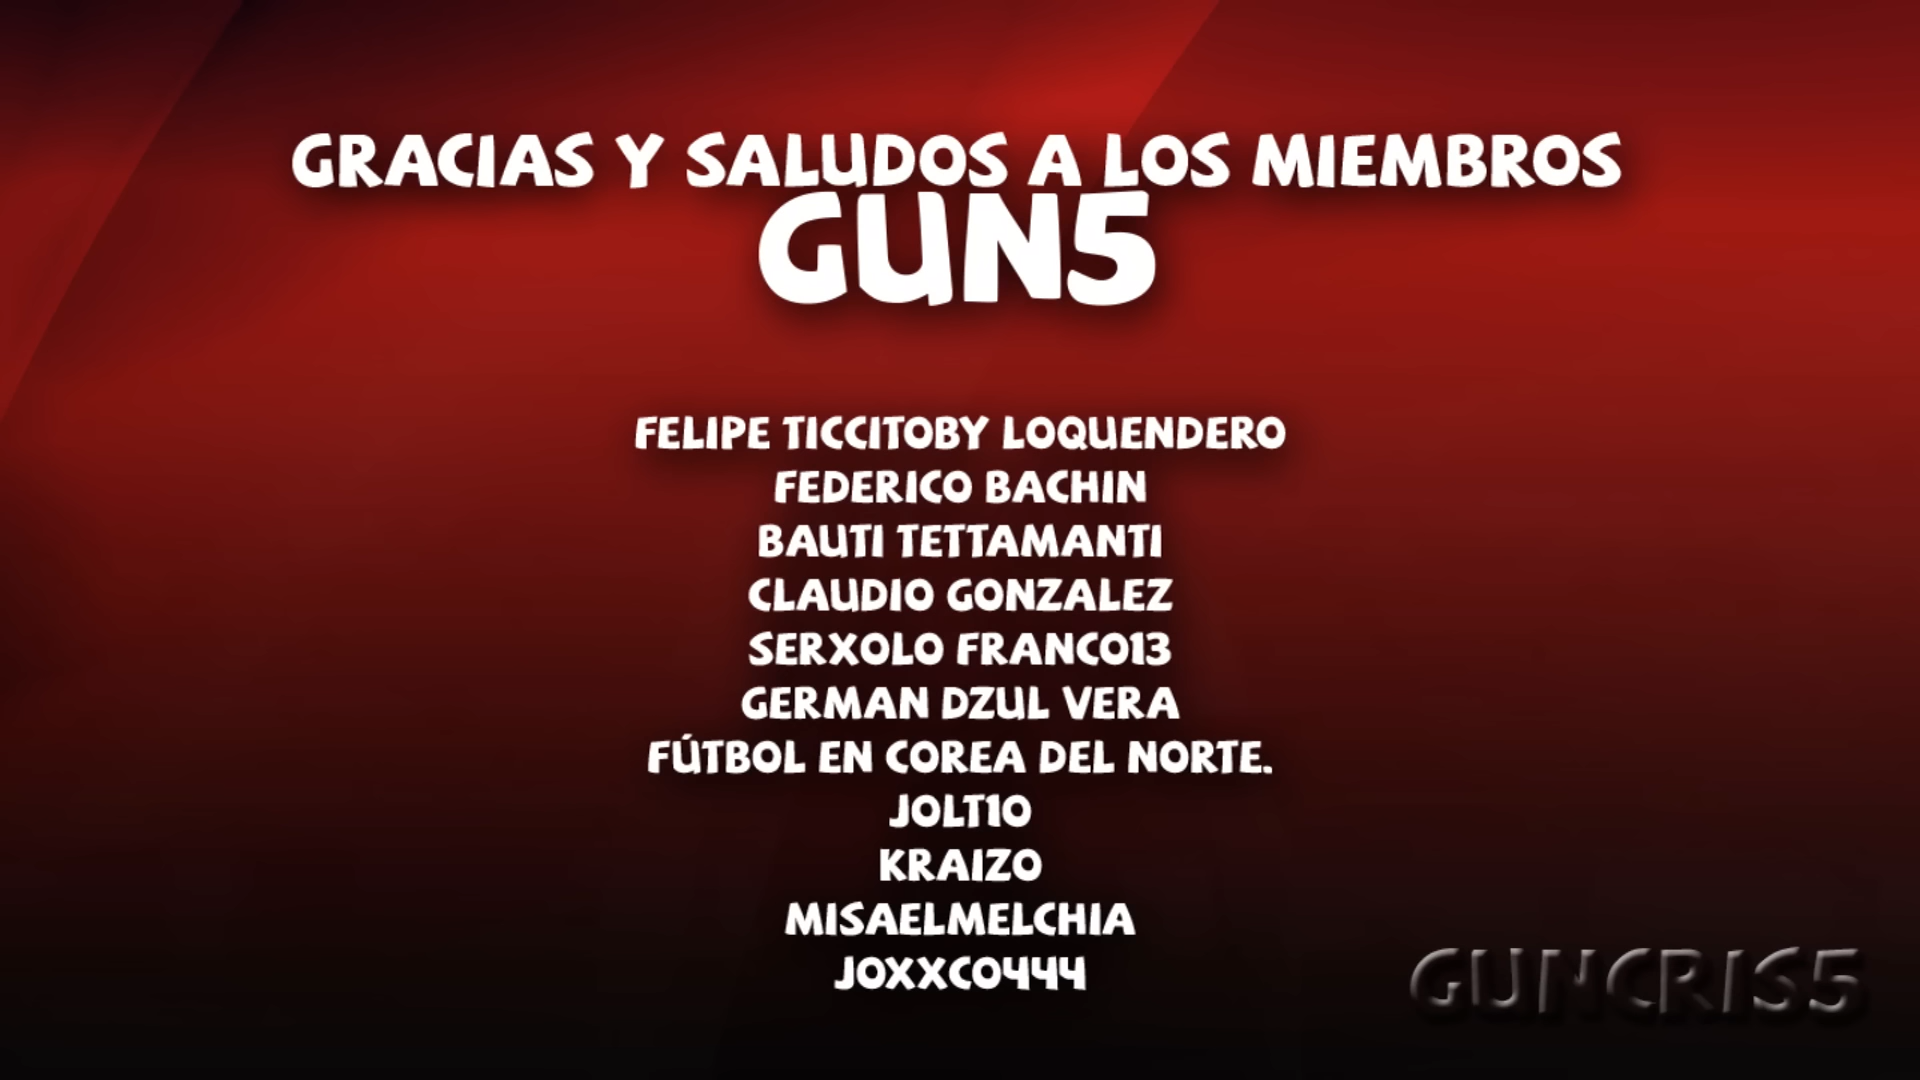 GRACIAS Y SALUDOS A LOS MIEMBROS
GUN5
FELIPE TICCITOBY LOQUENDERO
FEDERICO BACHIN
BAUTI TETTAMANTI
CLAUDIO GONZALEZ
SERXOLO FRANCO13
GERMAN DZUL VERA
FÚTBOL EN COREA DEL NORTE.
JOLT10
KRAIZO
MISAELMELCHIA
JOXXCO444
GUNCRIS5